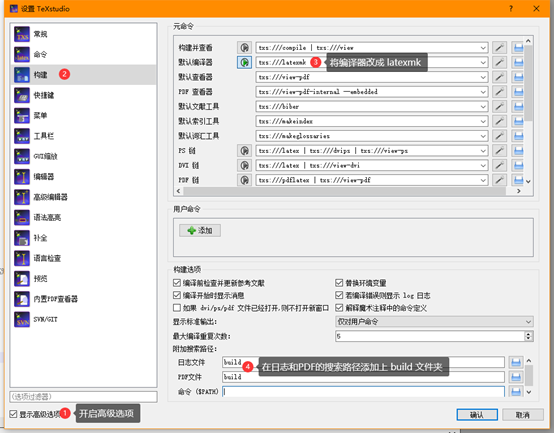 设置 TeXstudio
常规
命令
构建 2
快捷键
菜单
工具栏
GUI缩放
编辑器
高级编辑器
语法高亮
补全
语言检查
预览
内置PDF查看器
SVN/GIT
(选项过滤器)
显示高级选项 1 开启高级选项
元命令
构建并查看 txs:///compile | txs:///view
默认编译器 txs:///latexmk 3 将编译器改成 latexmk
默认查看器 txs:///view-pdf
PDF 查看器 txs:///view-pdf-internal --embedded
默认文献工具 txs:///biber
默认索引工具 txs:///makeindex
默认词汇工具 txs:///makeglossaries
PS 链 txs:///latex | txs:///dvips | txs:///view-ps
DVI 链 txs:///latex | txs:///view-dvi
PDF 链 txs:///pdflatex | txs:///view-pdf
用户命令
添加
构建选项
编译前检查并更新参考文献 替换环境变量
编译开始时显示消息 若编译错误则显示 log 日志
如果 dvi/ps/pdf 文件已经打开,则不打开新窗口 解释魔术注释中的命令定义
显示标准输出: 仅对用户命令
最大编译重复次数: 5
附加搜索路径:
日志文件 build
4 在日志和PDF的搜索路径添加上 build 文件夹
PDF文件 build
命令 ($PATH)
确认 取消